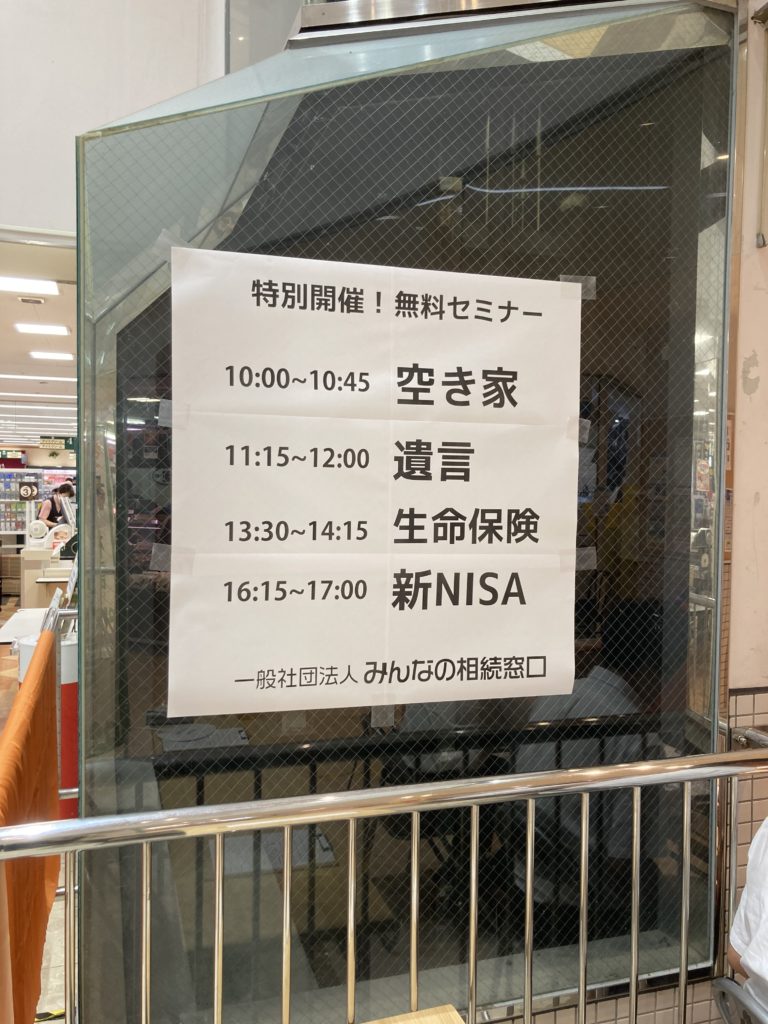 特別開催！無料セミナー
10:00~10:45 空き家
11:15~12:00 遺言
13:30~14:15 生命保険
16:15~17:00 新NISA
一般社団法人 みんなの相続窓口
3